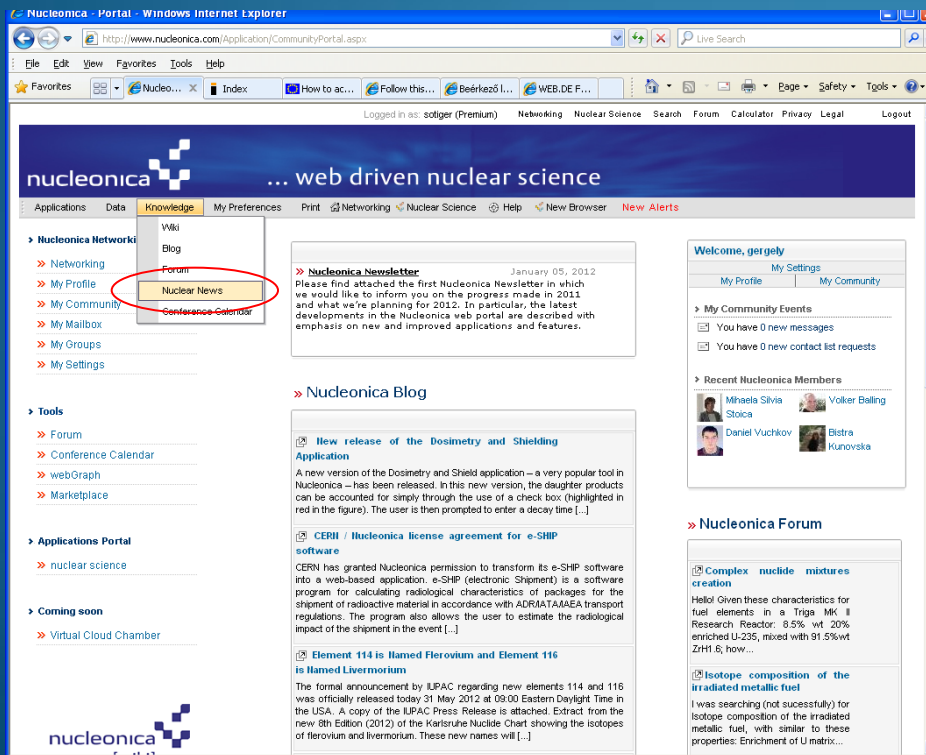 Nucleonica - Portal - Windows Internet Explorer
http://www.nucleonica.com/Application/CommunityPortal.aspx
Live Search
File Edit View Favorites Tools Help
Favorites
Nucleo... X
Index
How to ac...
Follow this...
Beérkező l...
WEB.DE F...
Page Safety Tools
Logged in as: sotiger (Premium) Networking Nuclear Science Search Forum Calculator Privacy Legal Logout
nucleonica
... web driven nuclear science
Applications Data Knowledge My Preferences Print Networking Nuclear Science Help New Browser New Alerts
Wiki
Blog
Forum
Nuclear News
Conference Calendar
Nucleonica Networki
Networking
My Profile
My Community
My Mailbox
My Groups
My Settings
Tools
Forum
Conference Calendar
webGraph
Marketplace
Applications Portal
nuclear science
Coming soon
Virtual Cloud Chamber
nucleonica
Nucleonica Newsletter January 05, 2012
Please find attached the first Nucleonica Newsletter in which
we would like to inform you on the progress made in 2011
and what we're planning for 2012. In particular, the latest
developments in the Nucleonica web portal are described with
emphasis on new and improved applications and features.
» Nucleonica Blog
New release of the Dosimetry and Shielding
Application
A new version of the Dosimetry and Shield application – a very popular tool in
Nucleonica – has been released. In this new version, the daughter products
can be accounted for simply through the use of a check box (highlighted in
red in the figure). The user is then prompted to enter a decay time [...]
CERN / Nucleonica license agreement for e-SHIP
software
CERN has granted Nucleonica permission to transform its e-SHIP software
into a web-based application. e-SHIP (electronic Shipment) is a software
program for calculating radiological characteristics of packages for the
shipment of radioactive material in accordance with ADR/IATA/IAEA transport
regulations. The program also allows the user to estimate the radiological
impact of the shipment in the event [...]
Element 114 is Named Flerovium and Element 116
is Named Livermorium
The formal announcement by IUPAC regarding new elements 114 and 116
was officially released today 31 May 2012 at 09:00 Eastern Daylight Time in
the USA. A copy of the IUPAC Press Release is attached. Extract from the
new 8th Edition (2012) of the Karlsruhe Nuclide Chart showing the isotopes
of flerovium and livermorium. These new names will [...]
Welcome, gergely
My Settings
My Profile My Community
My Community Events
You have 0 new messages
You have 0 new contact list requests
Recent Nucleonica Members
Mihaela Silvia
Stoica
Volker Balling
Daniel Vuchkov
Bistra
Kunovska
» Nucleonica Forum
Complex nuclide mixtures
creation
Hello! Given these characteristics for
fuel elements in a Triga MK II
Research Reactor: 8.5% wt 20%
enriched U-235, mixed with 91.5%wt
ZrH1.6; how...
Isotope composition of the
irradiated metallic fuel
I was searching (not sucessfully) for
Isotope composition of the irradiated
metallic fuel, with similar to these
properties: Enrichment of U matrix...